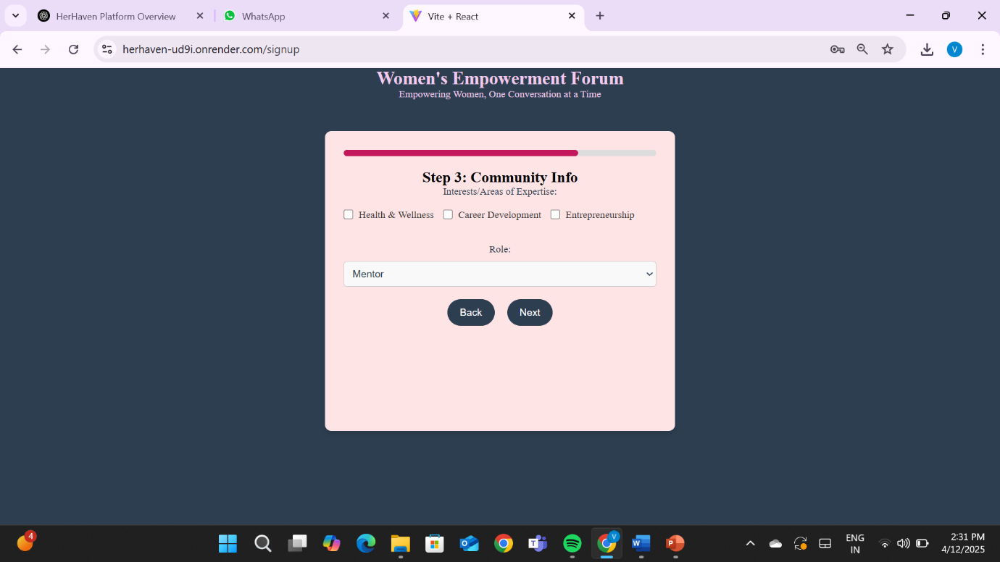 HerHaven Platform Overview
WhatsApp
Vite + React
herhaven-ud9i.onrender.com/signup
V
Women's Empowerment Forum
Empowering Women, One Conversation at a Time
Step 3: Community Info
Interests/Areas of Expertise:
Health & Wellness Career Development Entrepreneurship
Role:
Mentor
Back Next
4
V
ENG
IN
2:31 PM
4/12/2025